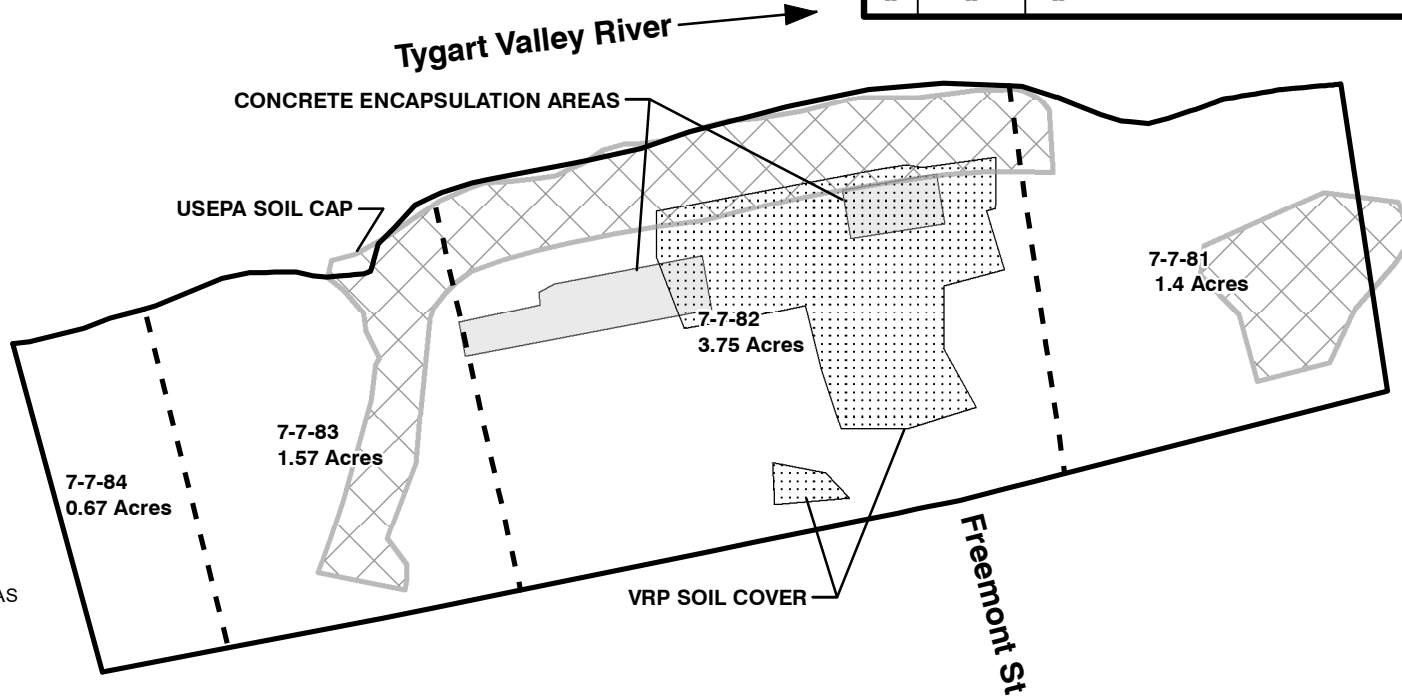 Tygart Valley River
CONCRETE ENCAPSULATION AREAS
USEPA SOIL CAP
7-7-81
1.4 Acres
7-7-82
3.75 Acres
7-7-83
1.57 Acres
7-7-84
0.67 Acres
AS
VRP SOIL COVER
Freemont St